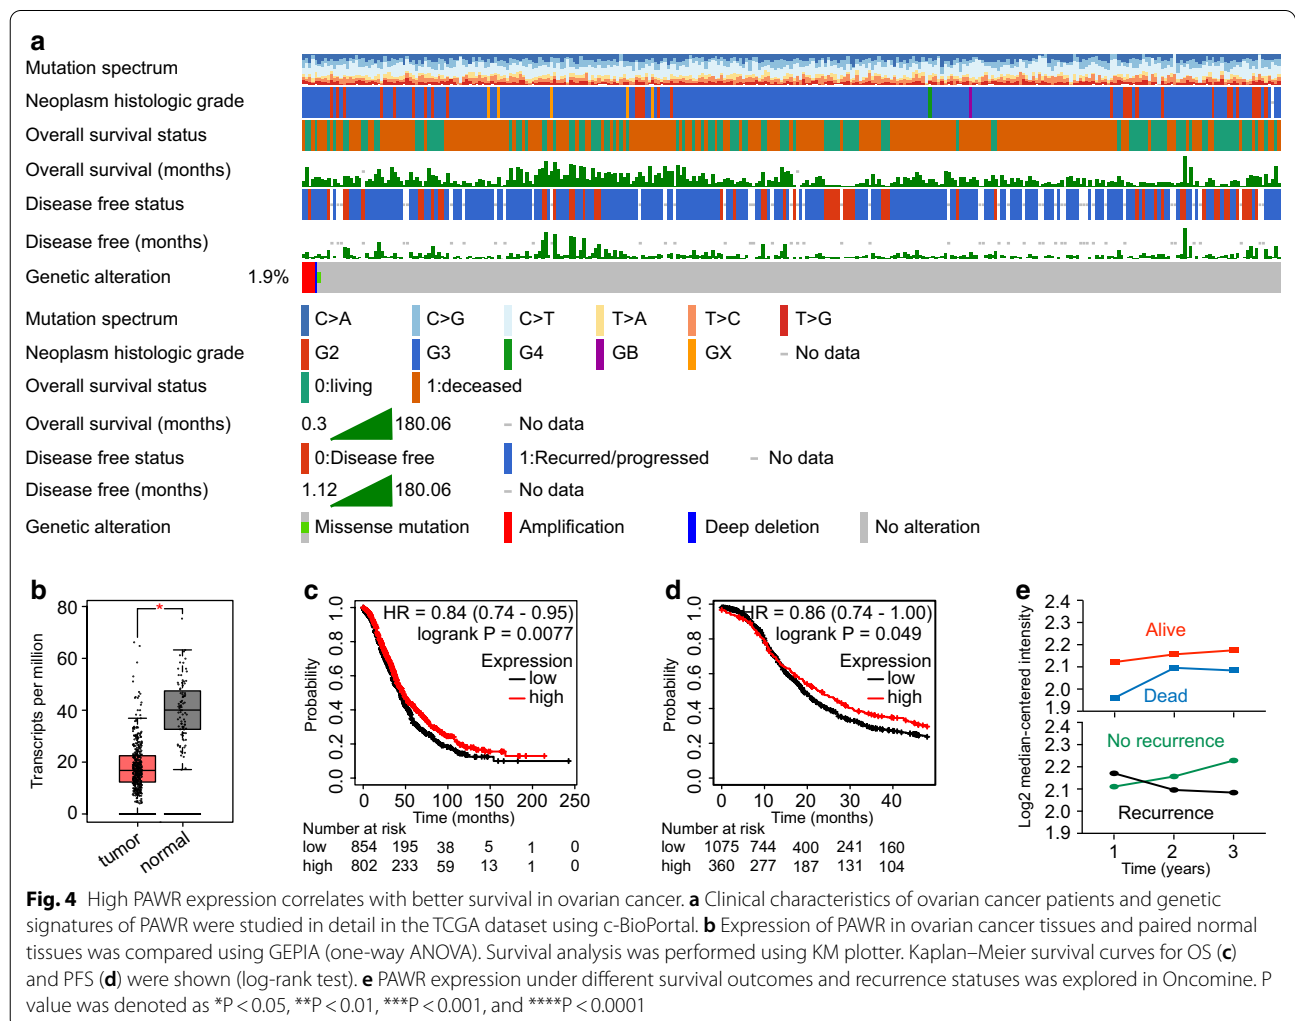 a
Mutation spectrum
Neoplasm histologic grade
Overall survival status
Overall survival (months)
Disease free status
Disease free (months)
Genetic alteration 1.9%
Mutation spectrum C>A C>G C>T T>A T>C T>G
Neoplasm histologic grade G2 G3 G4 GB GX No data
Overall survival status 0:living 1:deceased
Overall survival (months) 0.3 180.06 No data
Disease free status 0:Disease free 1:Recurred/progressed No data
Disease free (months) 1.12 180.06 No data
Genetic alteration Missense mutation Amplification Deep deletion No alteration
b
Transcripts per million
80
60
40
20
0
*
tumor normal
c
HR = 0.84 (0.74 - 0.95)
logrank P = 0.0077
Expression
low
high
Probability
1.0
0.8
0.6
0.4
0.2
0.0
0 50 100 150 200 250
Time (months)
Number at risk
low 854 195 38 5 1 0
high 802 233 59 13 1 0
d
HR = 0.86 (0.74 - 1.00)
logrank P = 0.049
Expression
low
high
Probability
1.0
0.8
0.6
0.4
0.2
0.0
0 10 20 30 40
Time (months)
Number at risk
low 1075 744 400 241 160
high 360 277 187 131 104
e
Log2 median-centered intensity
2.4
2.3
2.2
2.1
2.0
1.9
Alive
Dead
2.4
2.3
2.2
2.1
2.0
1.9
No recurrence
Recurrence
1 2 3
Time (years)
Fig. 4 High PAWR expression correlates with better survival in ovarian cancer. a Clinical characteristics of ovarian cancer patients and genetic
signatures of PAWR were studied in detail in the TCGA dataset using c-BioPortal. b Expression of PAWR in ovarian cancer tissues and paired normal
tissues was compared using GEPIA (one-way ANOVA). Survival analysis was performed using KM plotter. Kaplan–Meier survival curves for OS (c)
and PFS (d) were shown (log-rank test). e PAWR expression under different survival outcomes and recurrence statuses was explored in Oncomine. P
value was denoted as *P < 0.05, **P < 0.01, ***P < 0.001, and ****P < 0.0001